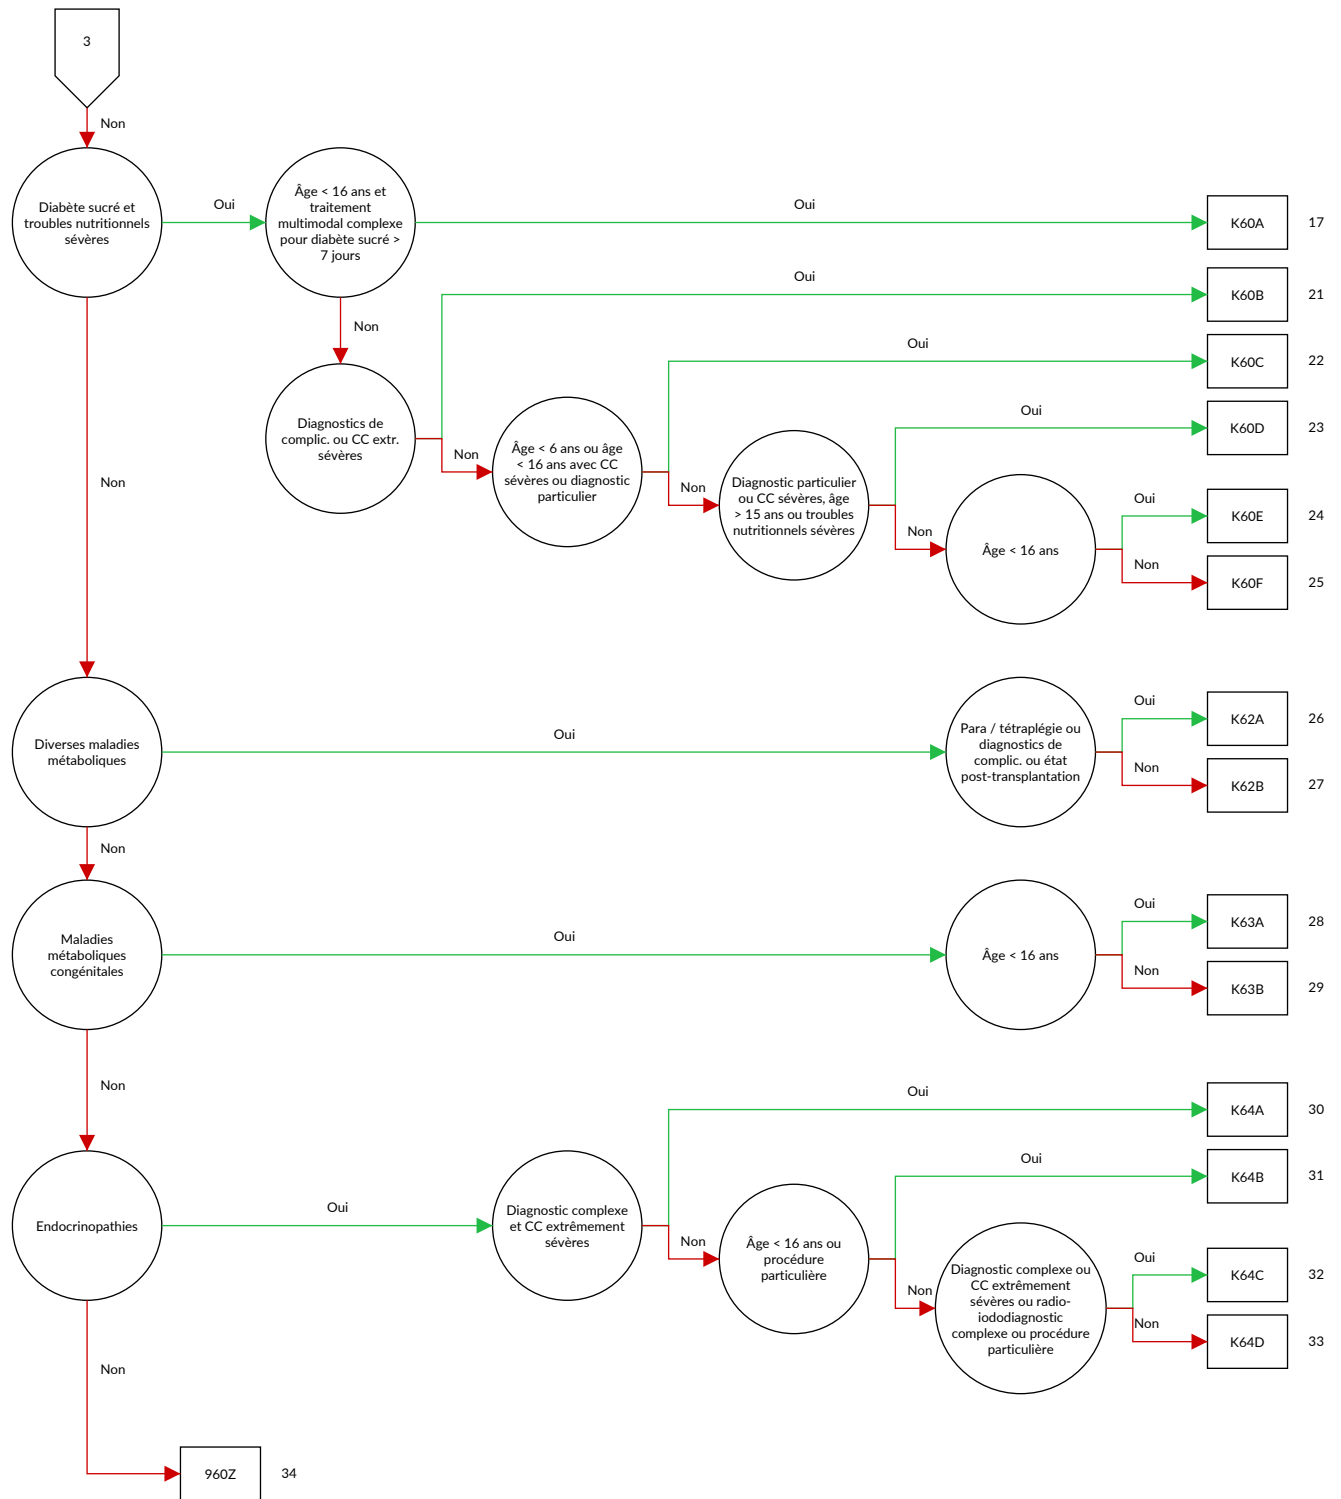 3
Non
Diabète sucré et
troubles nutritionnels
sévères
Oui
Âge < 16 ans et
traitement
multimodal complexe
pour diabète sucré >
7 jours
Oui
K60A
17
Non
Diagnostics de
complic. ou CC extr.
sévères
Oui
K60B
21
Non
Âge < 6 ans ou âge
< 16 ans avec CC
sévères ou diagnostic
particulier
Oui
K60C
22
Non
Diagnostic particulier
ou CC sévères, âge
> 15 ans ou troubles
nutritionnels sévères
Oui
K60D
23
Non
Âge < 16 ans
Oui
K60E
24
Non
K60F
25
Non
Diverses maladies
métaboliques
Oui
Para / tétraplégie ou
diagnostics de
complic. ou état
post-transplantation
Oui
K62A
26
Non
K62B
27
Non
Maladies
métaboliques
congénitales
Oui
Âge < 16 ans
Oui
K63A
28
Non
K63B
29
Non
Endocrinopathies
Oui
Diagnostic complexe
et CC extrêmement
sévères
Oui
K64A
30
Non
Âge < 16 ans ou
procédure
particulière
Oui
K64B
31
Non
Diagnostic complexe ou
CC extrêmement
sévères ou radio-
iododiagnostic
complexe ou procédure
particulière
Oui
K64C
32
Non
K64D
33
Non
960Z
34